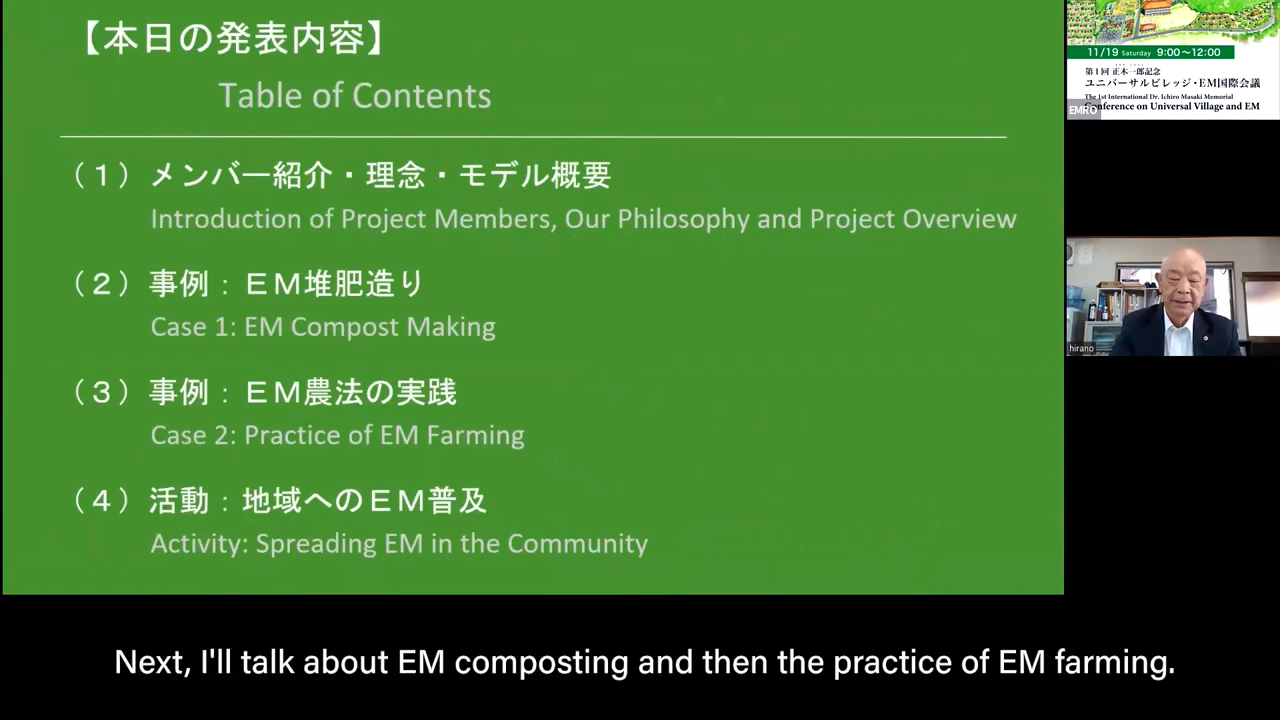 【本日の発表内容】
Table of Contents
（１）メンバー紹介・理念・モデル概要
Introduction of Project Members, Our Philosophy and Project Overview
（２）事例：ＥＭ堆肥造り
Case 1: EM Compost Making
（３）事例：ＥＭ農法の実践
Case 2: Practice of EM Farming
（４）活動：地域へのＥＭ普及
Activity: Spreading EM in the Community
11/19 Saturday 9:00～12:00
第1回 正木一郎記念
ユニバーサルビレッジ・EM国際会議
The 1st International Dr. Ichiro Masaki Memorial
Conference on Universal Village and EM
EMRO
hirano
Next, I'll talk about EM composting and then the practice of EM farming.